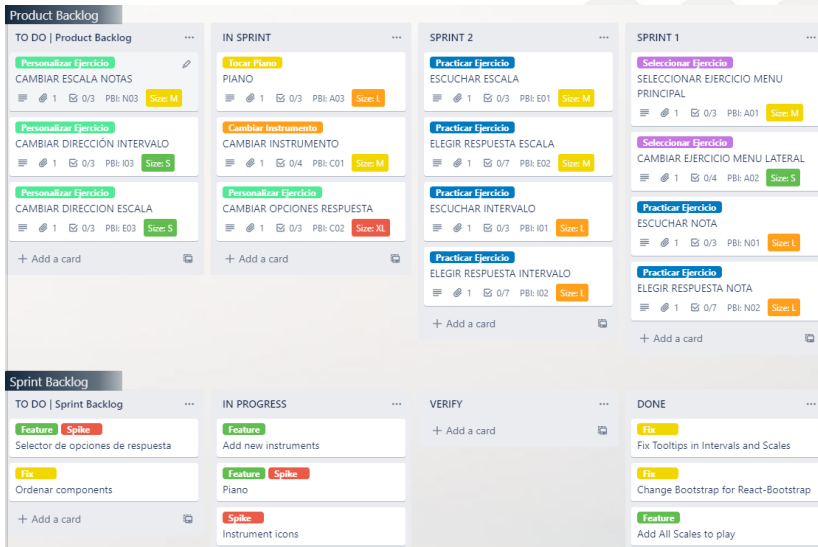 Product Backlog
TO DO | Product Backlog
Personalizar Ejercicio
CAMBIAR ESCALA NOTAS
1 0/3 PBI: N03 Size: M
Personalizar Ejercicio
CAMBIAR DIRECCIÓN INTERVALO
1 0/3 PBI: I03 Size: S
Personalizar Ejercicio
CAMBIAR DIRECCION ESCALA
1 0/3 PBI: E03 Size: S
+ Add a card
IN SPRINT
Tocar Piano
PIANO
1 0/3 PBI: A03 Size: L
Cambiar Instrumento
CAMBIAR INSTRUMENTO
1 0/4 PBI: C01 Size: M
Personalizar Ejercicio
CAMBIAR OPCIONES RESPUESTA
1 0/3 PBI: C02 Size: XL
+ Add a card
SPRINT 2
Practicar Ejercicio
ESCUCHAR ESCALA
1 0/3 PBI: E01 Size: M
Practicar Ejercicio
ELEGIR RESPUESTA ESCALA
1 0/7 PBI: E02 Size: M
Practicar Ejercicio
ESCUCHAR INTERVALO
1 0/3 PBI: I01 Size: L
Practicar Ejercicio
ELEGIR RESPUESTA INTERVALO
1 0/7 PBI: I02 Size: L
+ Add a card
SPRINT 1
Seleccionar Ejercicio
SELECCIONAR EJERCICIO MENU
PRINCIPAL
1 0/3 PBI: A01 Size: M
Seleccionar Ejercicio
CAMBIAR EJERCICIO MENU LATERAL
1 0/4 PBI: A02 Size: S
Practicar Ejercicio
ESCUCHAR NOTA
1 0/3 PBI: N01 Size: L
Practicar Ejercicio
ELEGIR RESPUESTA NOTA
1 0/7 PBI: N02 Size: L
+ Add a card
Sprint Backlog
TO DO | Sprint Backlog
Feature Spike
Selector de opciones de respuesta
Fix
Ordenar components
+ Add a card
IN PROGRESS
Feature
Add new instruments
Feature Spike
Piano
Spike
Instrument icons
VERIFY
+ Add a card
DONE
Fix
Fix Tooltips in Intervals and Scales
Fix
Change Bootstrap for React-Bootstrap
Feature
Add All Scales to play